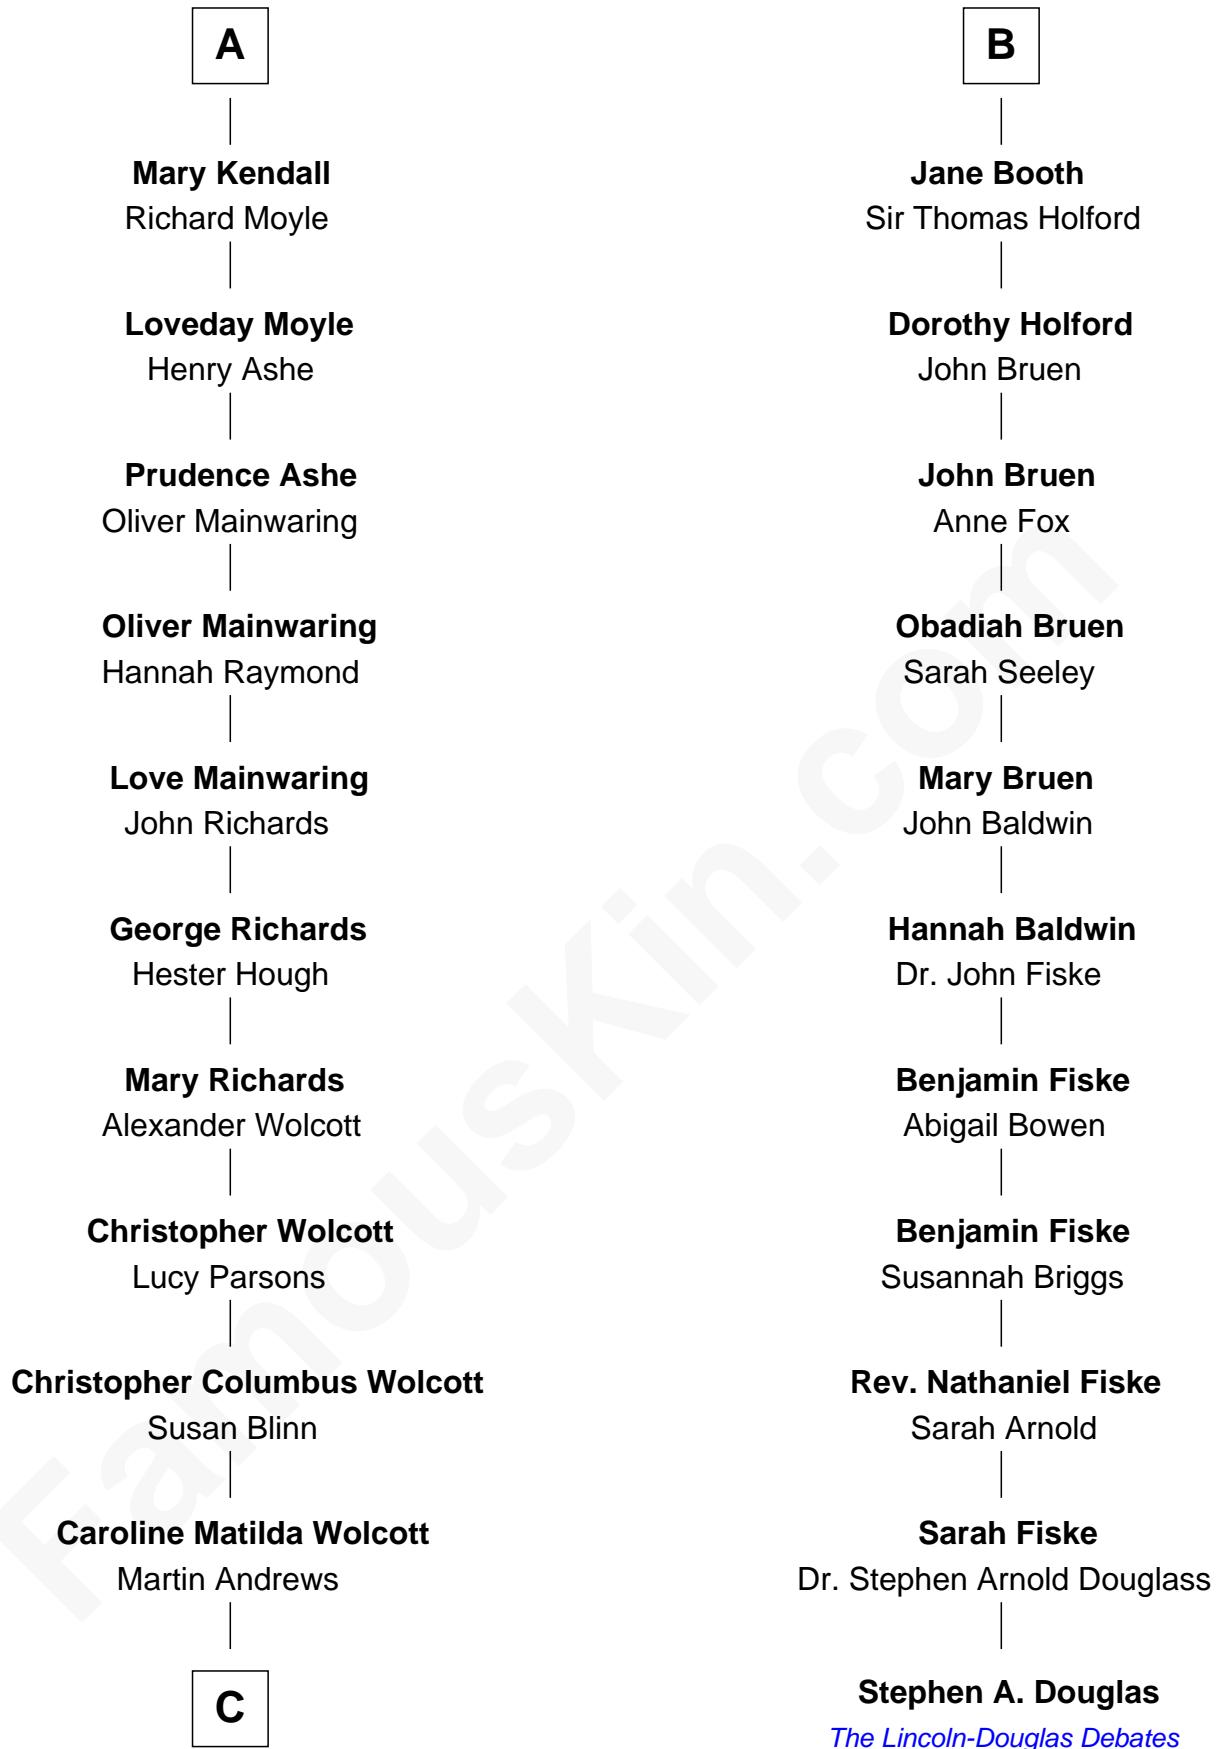 A
Mary Kendall
Richard Moyle
Loveday Moyle
Henry Ashe
Prudence Ashe
Oliver Mainwaring
Oliver Mainwaring
Hannah Raymond
Love Mainwaring
John Richards
George Richards
Hester Hough
Mary Richards
Alexander Wolcott
Christopher Wolcott
Lucy Parsons
Christopher Columbus Wolcott
Susan Blinn
Caroline Matilda Wolcott
Martin Andrews
C
B
Jane Booth
Sir Thomas Holford
Dorothy Holford
John Bruen
John Bruen
Anne Fox
Obadiah Bruen
Sarah Seeley
Mary Bruen
John Baldwin
Hannah Baldwin
Dr. John Fiske
Benjamin Fiske
Abigail Bowen
Benjamin Fiske
Susannah Briggs
Rev. Nathaniel Fiske
Sarah Arnold
Sarah Fiske
Dr. Stephen Arnold Douglass
Stephen A. Douglas
The Lincoln-Douglas Debates
FamousKin.com